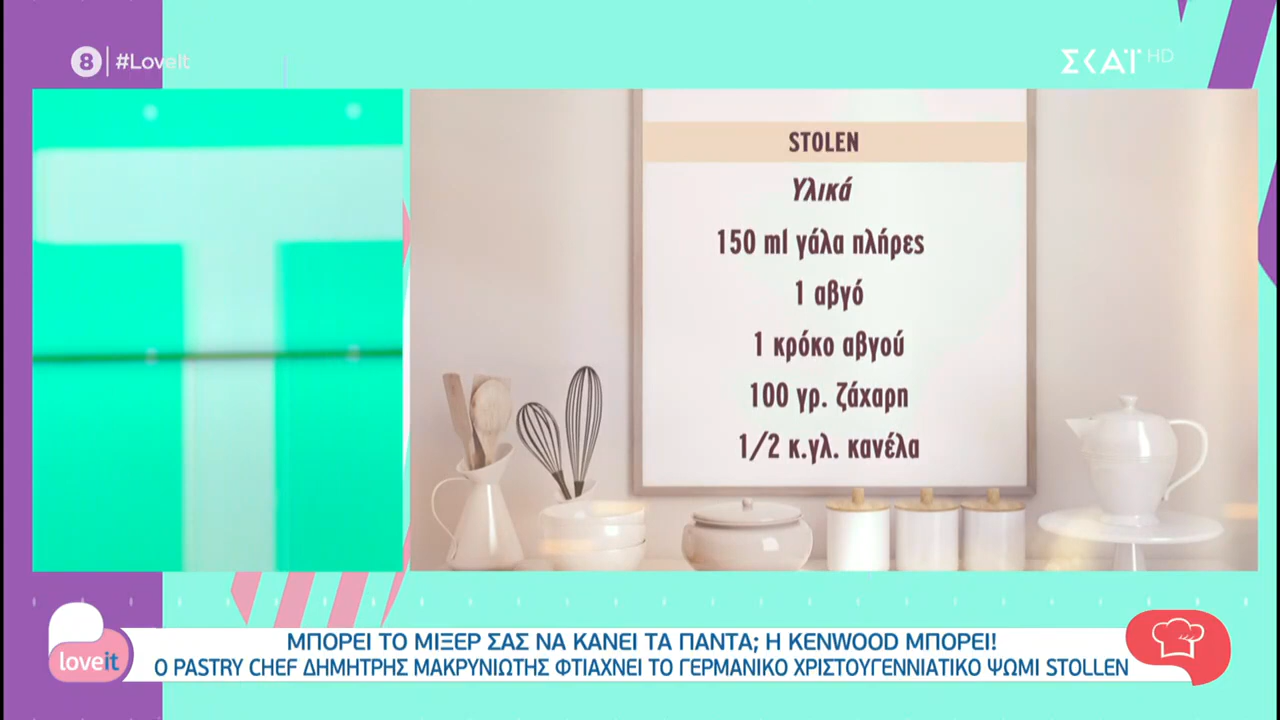 8 #LoveIt
ΣΚΑΪ HD
STOLEN
Υλικά
150 ml γάλα πλήρες
1 αβγό
1 κρόκο αβγού
100 γρ. ζάχαρη
1/2 κ.γλ. κανέλα
ΜΠΟΡΕΙ ΤΟ ΜΙΞΕΡ ΣΑΣ ΝΑ ΚΑΝΕΙ ΤΑ ΠΑΝΤΑ; Η KENWOOD ΜΠΟΡΕΙ!
Ο PASTRY CHEF ΔΗΜΗΤΡΗΣ ΜΑΚΡΥΝΙΩΤΗΣ ΦΤΙΑΧΝΕΙ ΤΟ ΓΕΡΜΑΝΙΚΟ ΧΡΙΣΤΟΥΓΕΝΝΙΑΤΙΚΟ ΨΩΜΙ STOLLEN
loveit